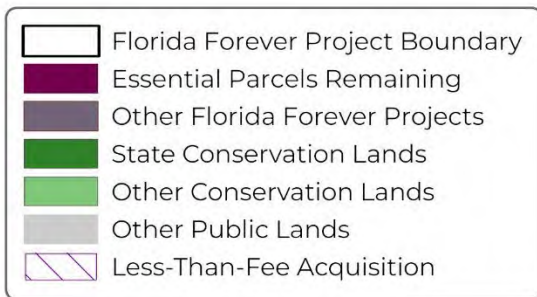 Florida Forever Project Boundary
Essential Parcels Remaining
Other Florida Forever Projects
State Conservation Lands
Other Conservation Lands
Other Public Lands
Less-Than-Fee Acquisition